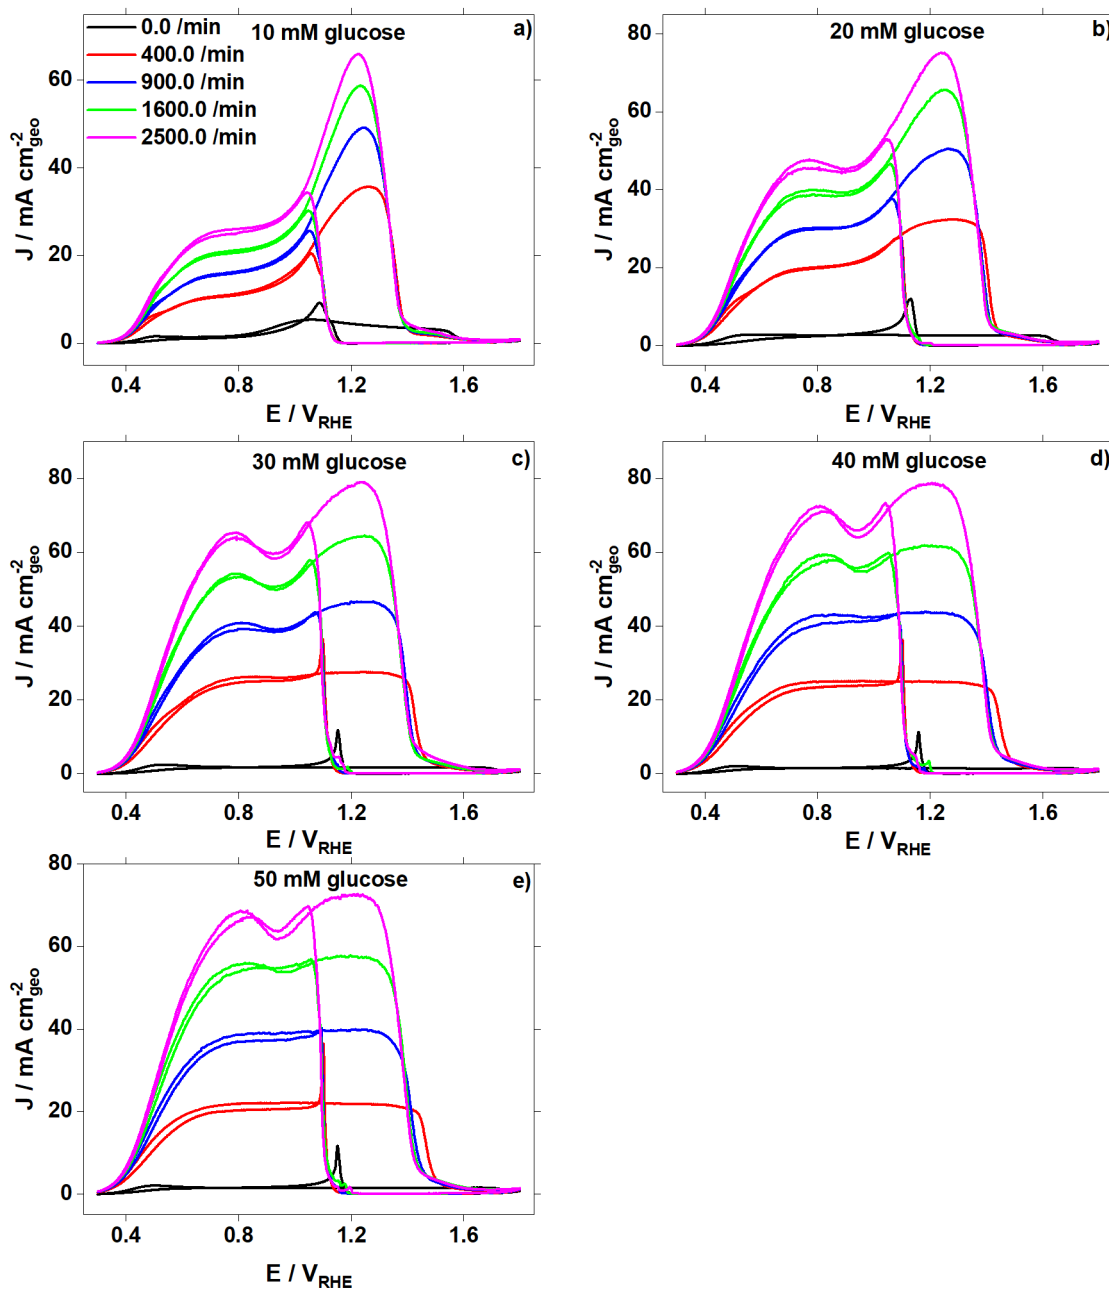 10 mM glucose
a)
0.0 /min
400.0 /min
900.0 /min
1600.0 /min
2500.0 /min
J / mA cm⁻²geo
60
40
20
0
0.4 0.8 1.2 1.6
E / VRHE
20 mM glucose
b)
J / mA cm⁻²geo
80
60
40
20
0
0.4 0.8 1.2 1.6
E / VRHE
30 mM glucose
c)
J / mA cm⁻²geo
80
60
40
20
0
0.4 0.8 1.2 1.6
E / VRHE
40 mM glucose
d)
J / mA cm⁻²geo
80
60
40
20
0
0.4 0.8 1.2 1.6
E / VRHE
50 mM glucose
e)
J / mA cm⁻²geo
80
60
40
20
0
0.4 0.8 1.2 1.6
E / VRHE